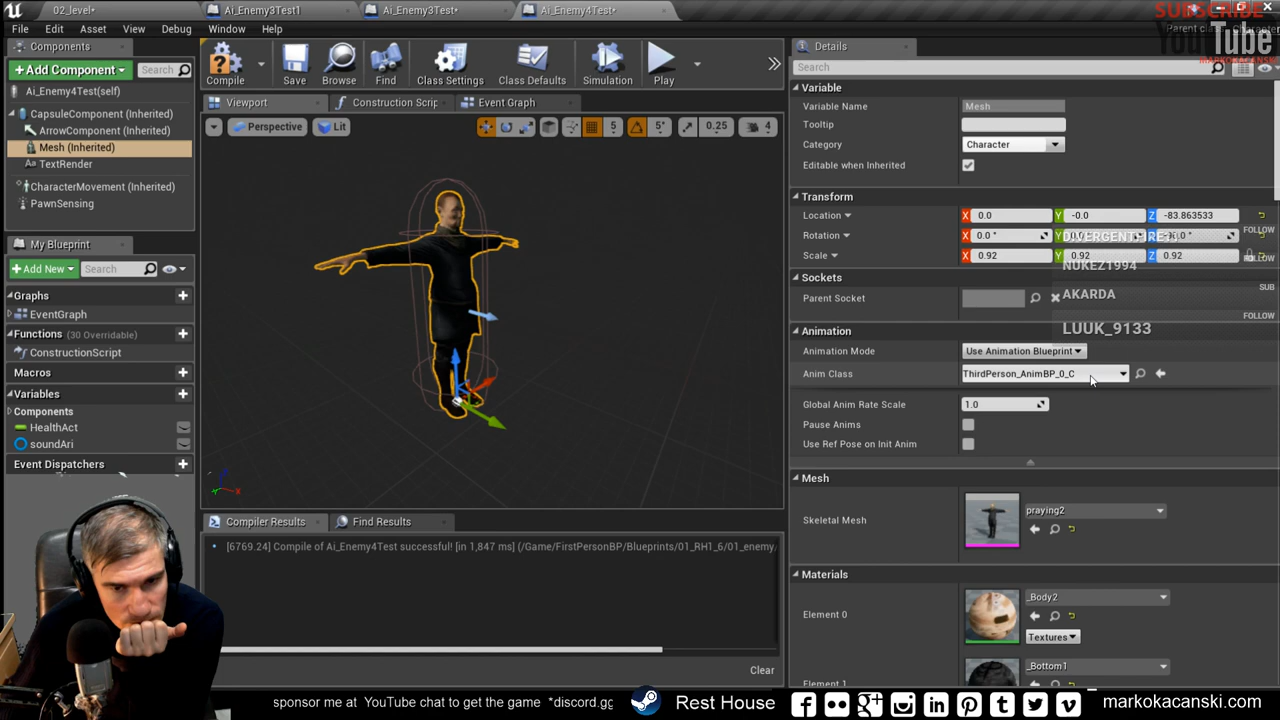 02_level*
Ai_Enemy3Test1
Ai_Enemy3Test*
Ai_Enemy4Test*
SUBSCRIBE
YouTube
MARKOKACANSKI
File Edit Asset View Debug Window Help
Parent class: Character
Components
+Add Component
Search
Ai_Enemy4Test(self)
CapsuleComponent (Inherited)
ArrowComponent (Inherited)
Mesh (Inherited)
TextRender
CharacterMovement (Inherited)
PawnSensing
My Blueprint
+Add New
Search
Graphs
EventGraph
Functions (30 Overridable)
ConstructionScript
Macros
Variables
Components
HealthAct
soundAri
Event Dispatchers
Compile
Save
Browse
Find
Class Settings
Class Defaults
Simulation
Play
Viewport
Construction Scrip
Event Graph
Perspective
Lit
5
5°
0.25
4
X
Compiler Results
Find Results
[6769.24] Compile of Ai_Enemy4Test successful! [in 1,847 ms] (/Game/FirstPersonBP/Blueprints/01_RH1_6/01_enemy
Clear
Details
Search
Variable
Variable Name Mesh
Tooltip
Category Character
Editable when Inherited
Transform
Location X 0.0 Y -0.0 Z -83.863533
Rotation X 0.0 °
Scale X 0.92 Y 0.92 Z 0.92
FOLLOW
NUKEZ1994
FOLLOW
AKARDA
SUB
LUUK_9133
FOLLOW
Sockets
Parent Socket
Animation
Animation Mode Use Animation Blueprint
Anim Class ThirdPerson_AnimBP_0_C
Global Anim Rate Scale 1.0
Pause Anims
Use Ref Pose on Init Anim
Mesh
Skeletal Mesh praying2
Materials
Element 0 _Body2
Textures
Element 1 _Bottom1
sponsor me at YouTube chat to get the game *discord.gg
Rest House
markokacanski.com